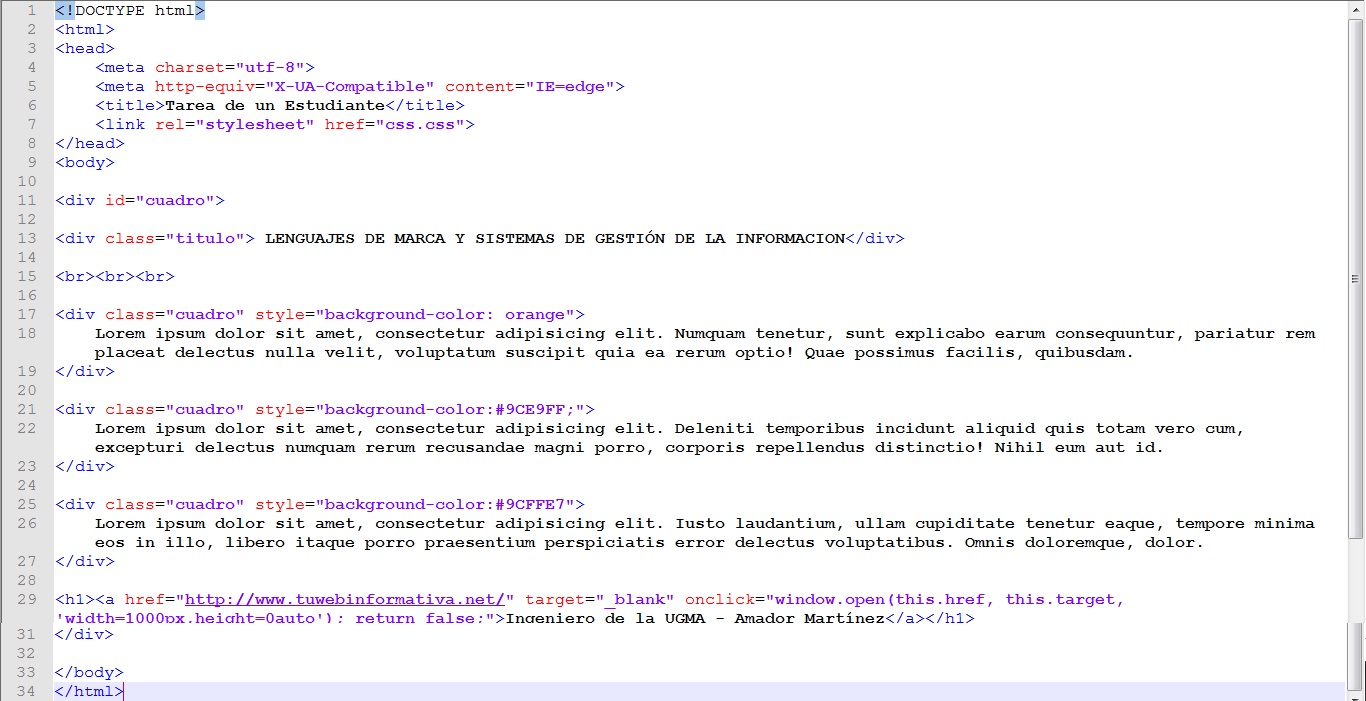 1 <!DOCTYPE html>
2 <html>
3 <head>
4 <meta charset="utf-8">
5 <meta http-equiv="X-UA-Compatible" content="IE=edge">
6 <title>Tarea de un Estudiante</title>
7 <link rel="stylesheet" href="css.css">
8 </head>
9 <body>
10
11 <div id="cuadro">
12
13 <div class="titulo"> LENGUAJES DE MARCA Y SISTEMAS DE GESTIÓN DE LA INFORMACION</div>
14
15 <br><br><br>
16
17 <div class="cuadro" style="background-color: orange">
18 Lorem ipsum dolor sit amet, consectetur adipisicing elit. Numquam tenetur, sunt explicabo earum consequuntur, pariatur rem
placeat delectus nulla velit, voluptatum suscipit quia ea rerum optio! Quae possimus facilis, quibusdam.
19 </div>
20
21 <div class="cuadro" style="background-color:#9CE9FF;">
22 Lorem ipsum dolor sit amet, consectetur adipisicing elit. Deleniti temporibus incidunt aliquid quis totam vero cum,
excepturi delectus numquam rerum recusandae magni porro, corporis repellendus distinctio! Nihil eum aut id.
23 </div>
24
25 <div class="cuadro" style="background-color:#9CFFE7">
26 Lorem ipsum dolor sit amet, consectetur adipisicing elit. Iusto laudantium, ullam cupiditate tenetur eaque, tempore minima
eos in illo, libero itaque porro praesentium perspiciatis error delectus voluptatibus. Omnis doloremque, dolor.
27 </div>
28
29 <h1><a href="http://www.tuwebinformativa.net/" target="_blank" onclick="window.open(this.href, this.target,
'width=1000px,height=0auto'); return false;">Ingeniero de la UGMA - Amador Martínez</a></h1>
31 </div>
32
33 </body>
34 </html>